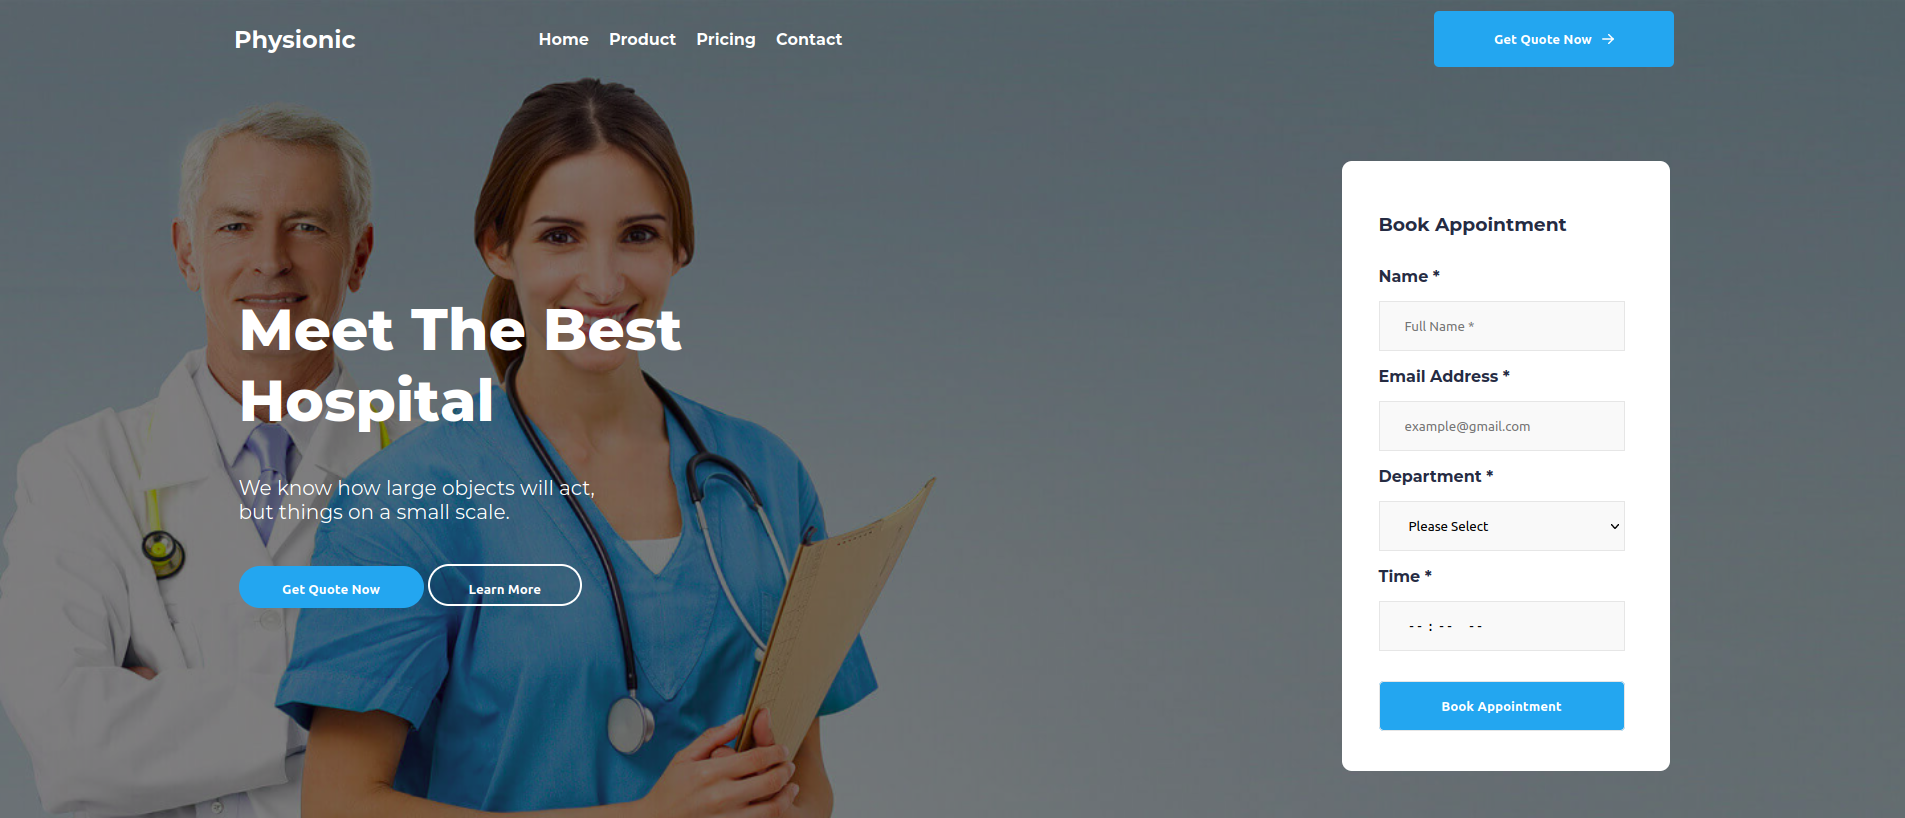 Physionic
Home Product Pricing Contact
Get Quote Now
Meet The Best
Hospital
We know how large objects will act,
but things on a small scale.
Get Quote Now
Learn More
Book Appointment
Name *
Full Name *
Email Address *
example@gmail.com
Department *
Please Select
Time *
--:-- --
Book Appointment